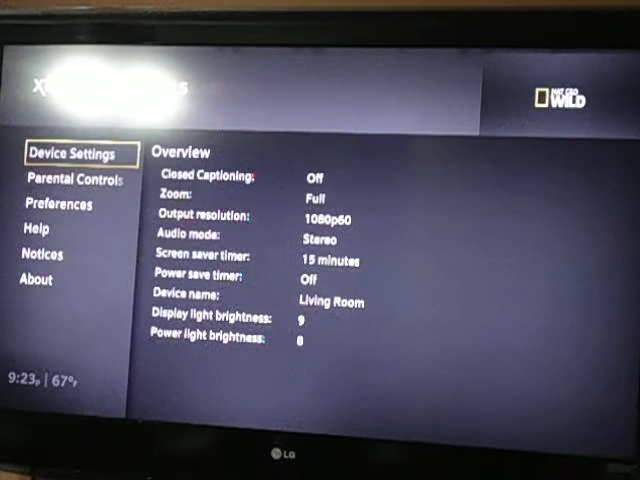 NAT GEO
WILD
Device Settings
Parental Controls
Preferences
Help
Notices
About
9:23p | 67°F
Overview
Closed Captioning: Off
Zoom: Full
Output resolution: 1080p60
Audio mode: Stereo
Screen saver timer: 15 minutes
Power save timer: Off
Device name: Living Room
Display light brightness: 9
Power light brightness:
LG